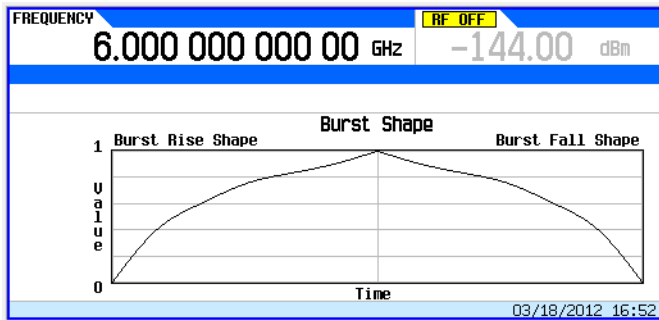 FREQUENCY
6.000 000 000 00 GHz
RF OFF
-144.00 dBm
Burst Shape
Burst Rise Shape
Burst Fall Shape
1
Value
0
Time
03/18/2012 16:52